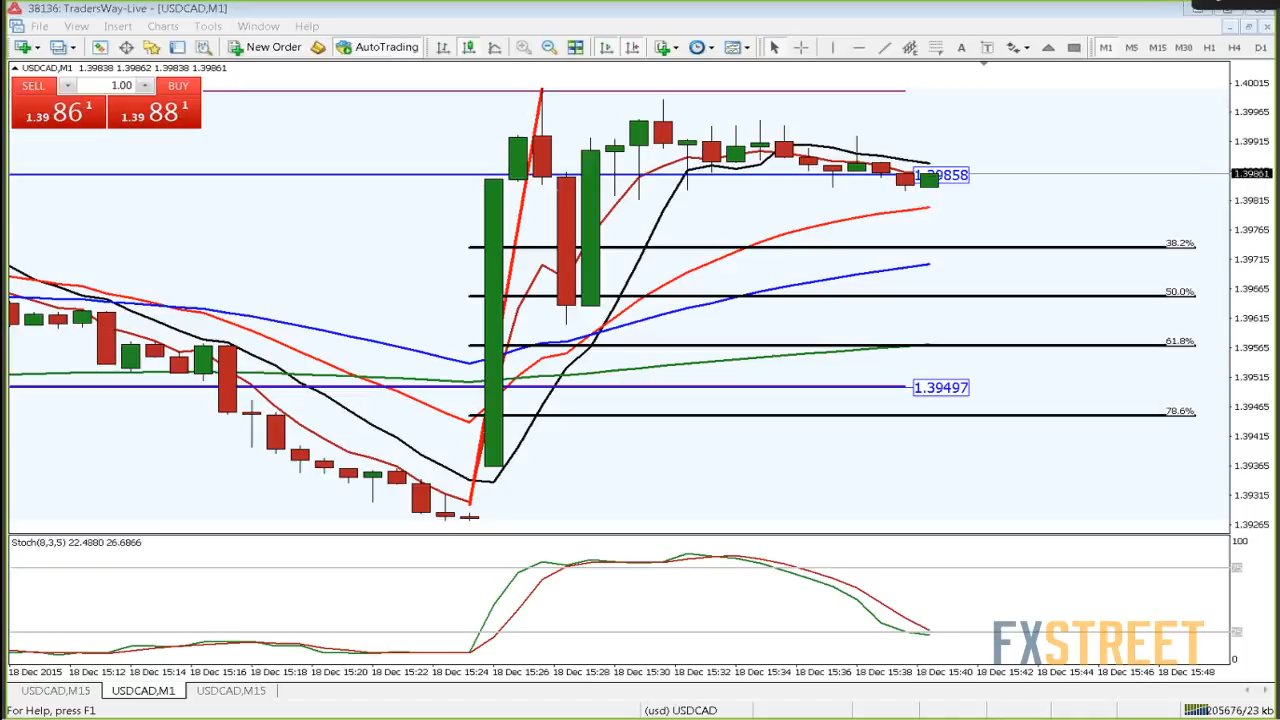 38136: TradersWay-Live - [USDCAD,M1]
File View Insert Charts Tools Window Help
New Order AutoTrading A T M1 M5 M15 M30 H1 H4 D1
USDCAD,M1 1.39838 1.39862 1.39838 1.39861
SELL 1.00 BUY
1.39 86 1 1.39 88 1
1.40015
1.39965
1.39915
1.39858
1.39861
1.39815
1.39765
38.2%
1.39715
50.0%
1.39665
1.39615
61.8%
1.39565
1.39515
1.39497
1.39465
78.6%
1.39415
1.39365
1.39315
1.39265
Stoch(8,3,5) 22.4880 26.6866
100
0
FXSTREET
18 Dec 2015 18 Dec 15:12 18 Dec 15:14 18 Dec 15:16 18 Dec 15:18 18 Dec 15:20 18 Dec 15:22 18 Dec 15:24 18 Dec 15:26 18 Dec 15:28 18 Dec 15:30 18 Dec 15:32 18 Dec 15:34 18 Dec 15:36 18 Dec 15:38 18 Dec 15:40 18 Dec 15:42 18 Dec 15:44 18 Dec 15:46 18 Dec 15:48
USDCAD,M15 USDCAD,M1 USDCAD,M15
For Help, press F1 (usd) USDCAD 205676/23 kb